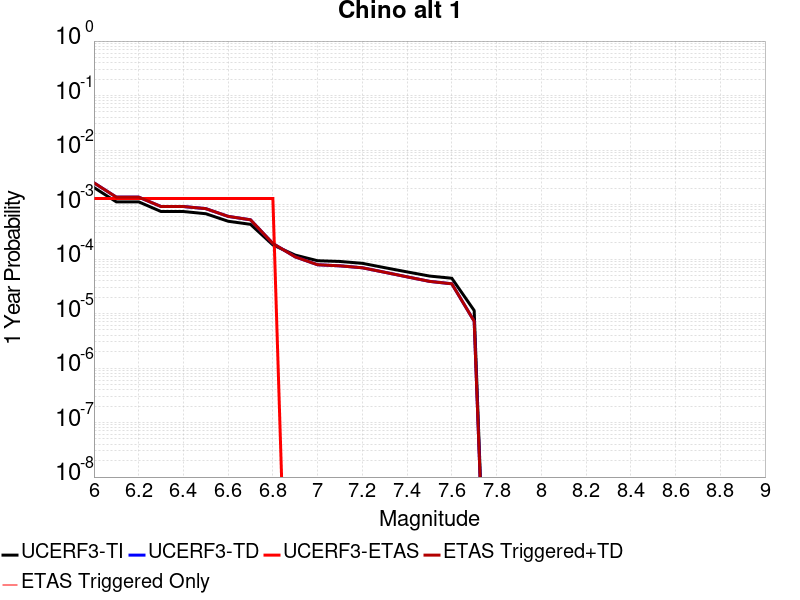 Chino alt 1
10^0
10^-1
10^-2
10^-3
10^-4
10^-5
10^-6
10^-7
10^-8
1 Year Probability
6 6.2 6.4 6.6 6.8 7 7.2 7.4 7.6 7.8 8 8.2 8.4 8.6 8.8 9
Magnitude
UCERF3-TI UCERF3-TD UCERF3-ETAS ETAS Triggered+TD
ETAS Triggered Only